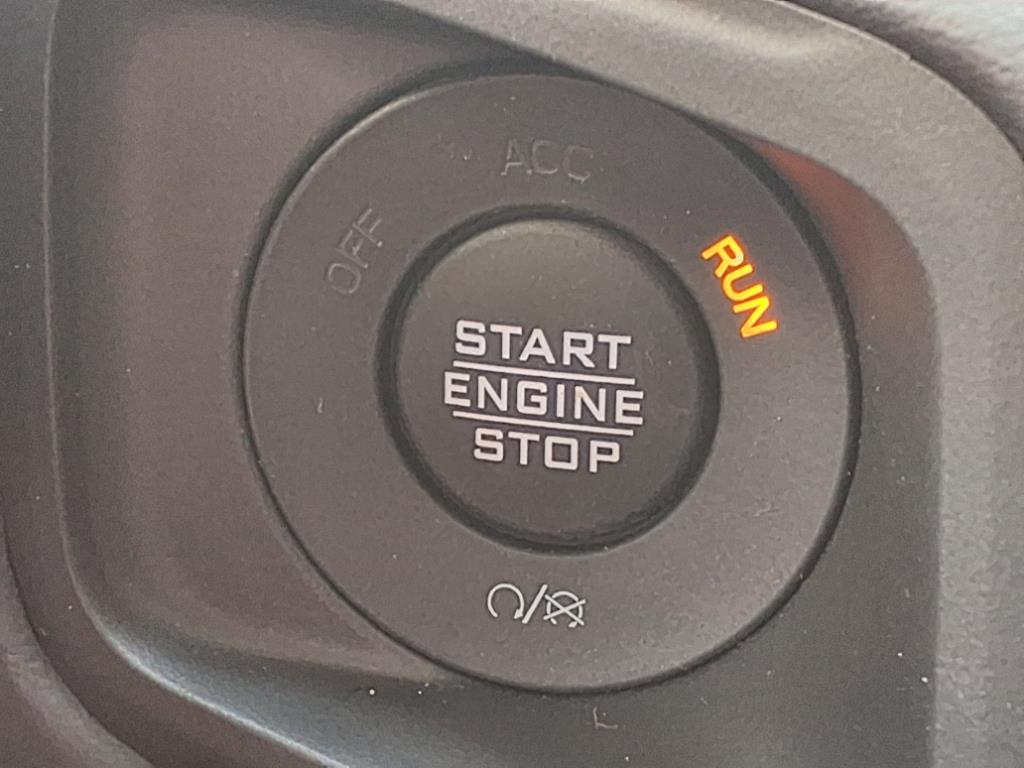 ACC
OFF
RUN
START
ENGINE
STOP